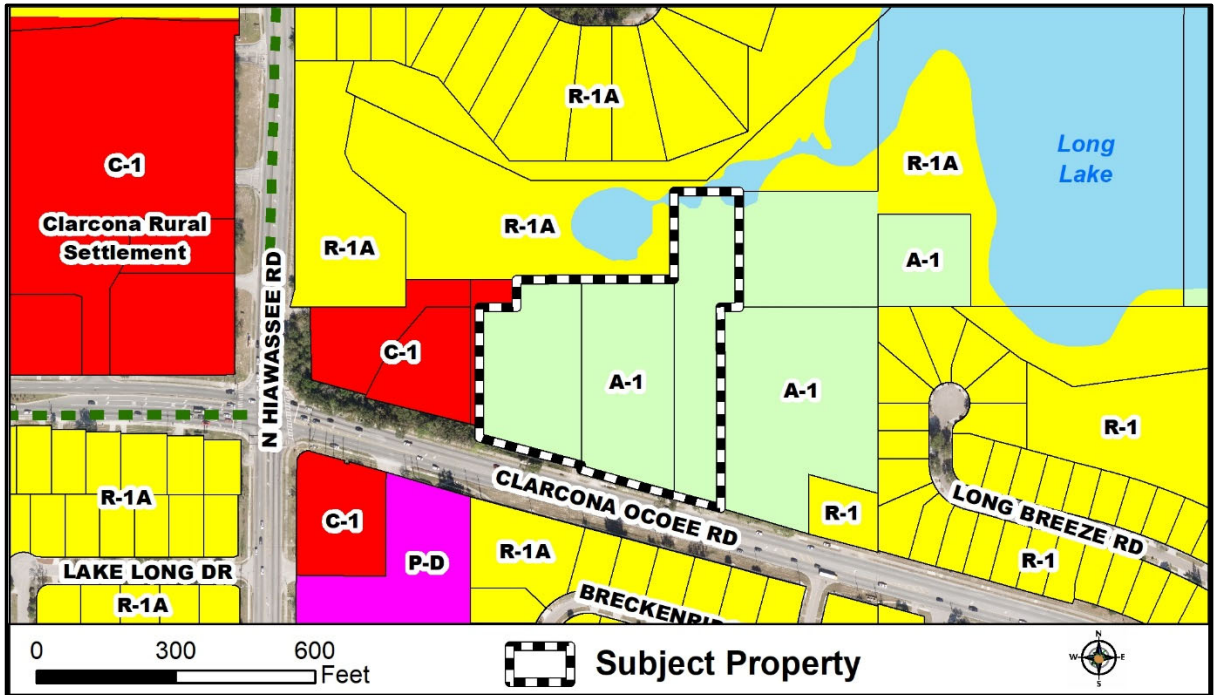 R-1A
C-1
Clarcona Rural
Settlement
R-1A
R-1A
R-1A
Long
Lake
A-1
N HIAWASSEE RD
C-1
A-1
A-1
R-1
R-1A
C-1
P-D
CLARCONA OCOEE RD
R-1
LONG BREEZE RD
R-1
LAKE LONG DR
R-1A
R-1A
BRECKENRID
0 300 600
Feet
Subject Property
N
W E
S